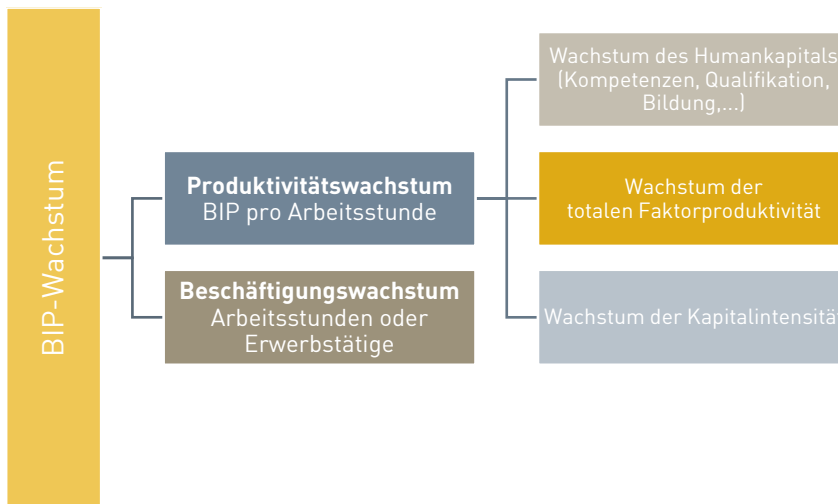 BIP-Wachstum
Produktivitätswachstum
BIP pro Arbeitsstunde
Beschäftigungswachstum
Arbeitsstunden oder
Erwerbstätige
Wachstum des Humankapitals
(Kompetenzen, Qualifikation,
Bildung,...)
Wachstum der
totalen Faktorproduktivität
Wachstum der Kapitalintensität